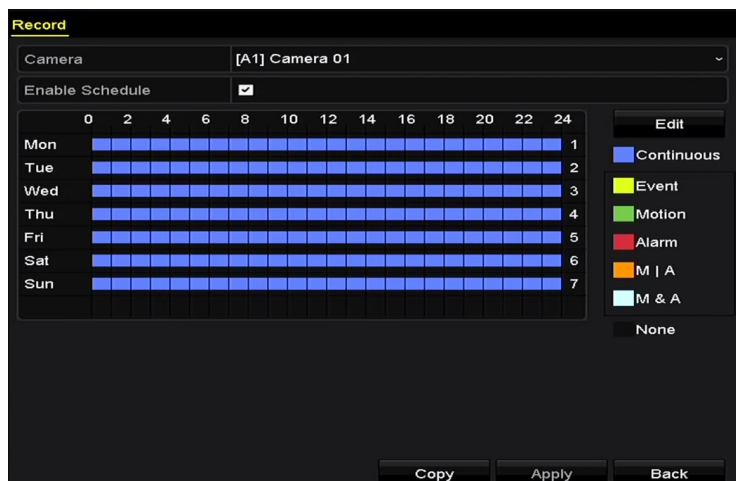 Record
Camera [A1] Camera 01
Enable Schedule
0 2 4 6 8 10 12 14 16 18 20 22 24
Edit
Mon 1
Continuous
Tue 2
Wed 3
Event
Thu 4
Motion
Fri 5
Alarm
Sat 6
M | A
Sun 7
M & A
None
Copy Apply Back